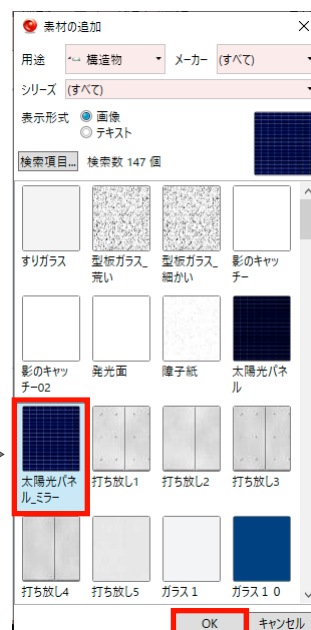 素材の追加
用途 構造物 メーカー (すべて)
シリーズ (すべて)
表示形式 画像
テキスト
検索項目... 検索数 147 個
すりガラス 型板ガラス_ 型板ガラス_ 影のキャッ
荒い 細かい チー
影のキャッ 発光面 障子紙 太陽光パネ
チー02 ル
太陽光パネ 打ち放し1 打ち放し2 打ち放し3
ル_ミラー
打ち放し4 打ち放し5 ガラス1 ガラス10
OK キャンセル